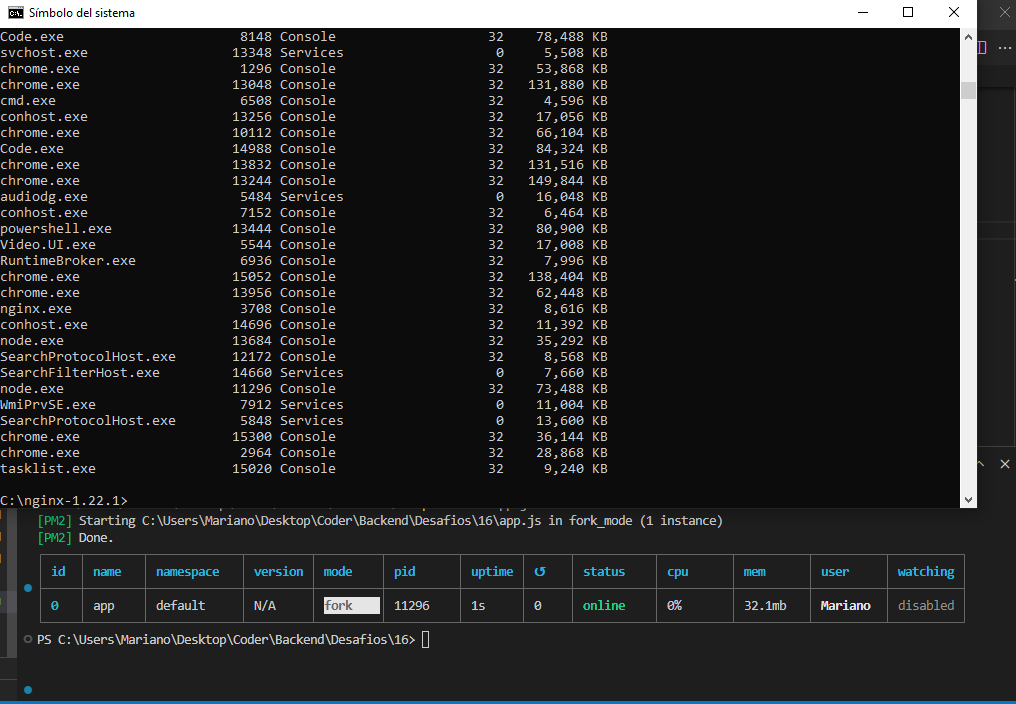 Símbolo del sistema
Code.exe 8148 Console 32 78,488 KB
svchost.exe 13348 Services 0 5,508 KB
chrome.exe 1296 Console 32 53,868 KB
chrome.exe 13048 Console 32 131,880 KB
cmd.exe 6508 Console 32 4,596 KB
conhost.exe 13256 Console 32 17,056 KB
chrome.exe 10112 Console 32 66,104 KB
Code.exe 14988 Console 32 84,324 KB
chrome.exe 13832 Console 32 131,516 KB
chrome.exe 13244 Console 32 149,844 KB
audiodg.exe 5484 Services 0 16,048 KB
conhost.exe 7152 Console 32 6,464 KB
powershell.exe 13444 Console 32 80,900 KB
Video.UI.exe 5544 Console 32 17,008 KB
RuntimeBroker.exe 6936 Console 32 7,996 KB
chrome.exe 15052 Console 32 138,404 KB
chrome.exe 13956 Console 32 62,448 KB
nginx.exe 3708 Console 32 8,616 KB
conhost.exe 14696 Console 32 11,392 KB
node.exe 13684 Console 32 35,292 KB
SearchProtocolHost.exe 12172 Console 32 8,568 KB
SearchFilterHost.exe 14660 Services 0 7,660 KB
node.exe 11296 Console 32 73,488 KB
WmiPrvSE.exe 7912 Services 0 11,004 KB
SearchProtocolHost.exe 5848 Services 0 13,600 KB
chrome.exe 15300 Console 32 36,144 KB
chrome.exe 2964 Console 32 28,868 KB
tasklist.exe 15020 Console 32 9,240 KB
C:\nginx-1.22.1>
[PM2] Starting C:\Users\Mariano\Desktop\Coder\Backend\Desafios\16\app.js in fork_mode (1 instance)
[PM2] Done.
id name namespace version mode pid uptime ↺ status cpu mem user watching
0 app default N/A fork 11296 1s 0 online 0% 32.1mb Mariano disabled
PS C:\Users\Mariano\Desktop\Coder\Backend\Desafios\16>